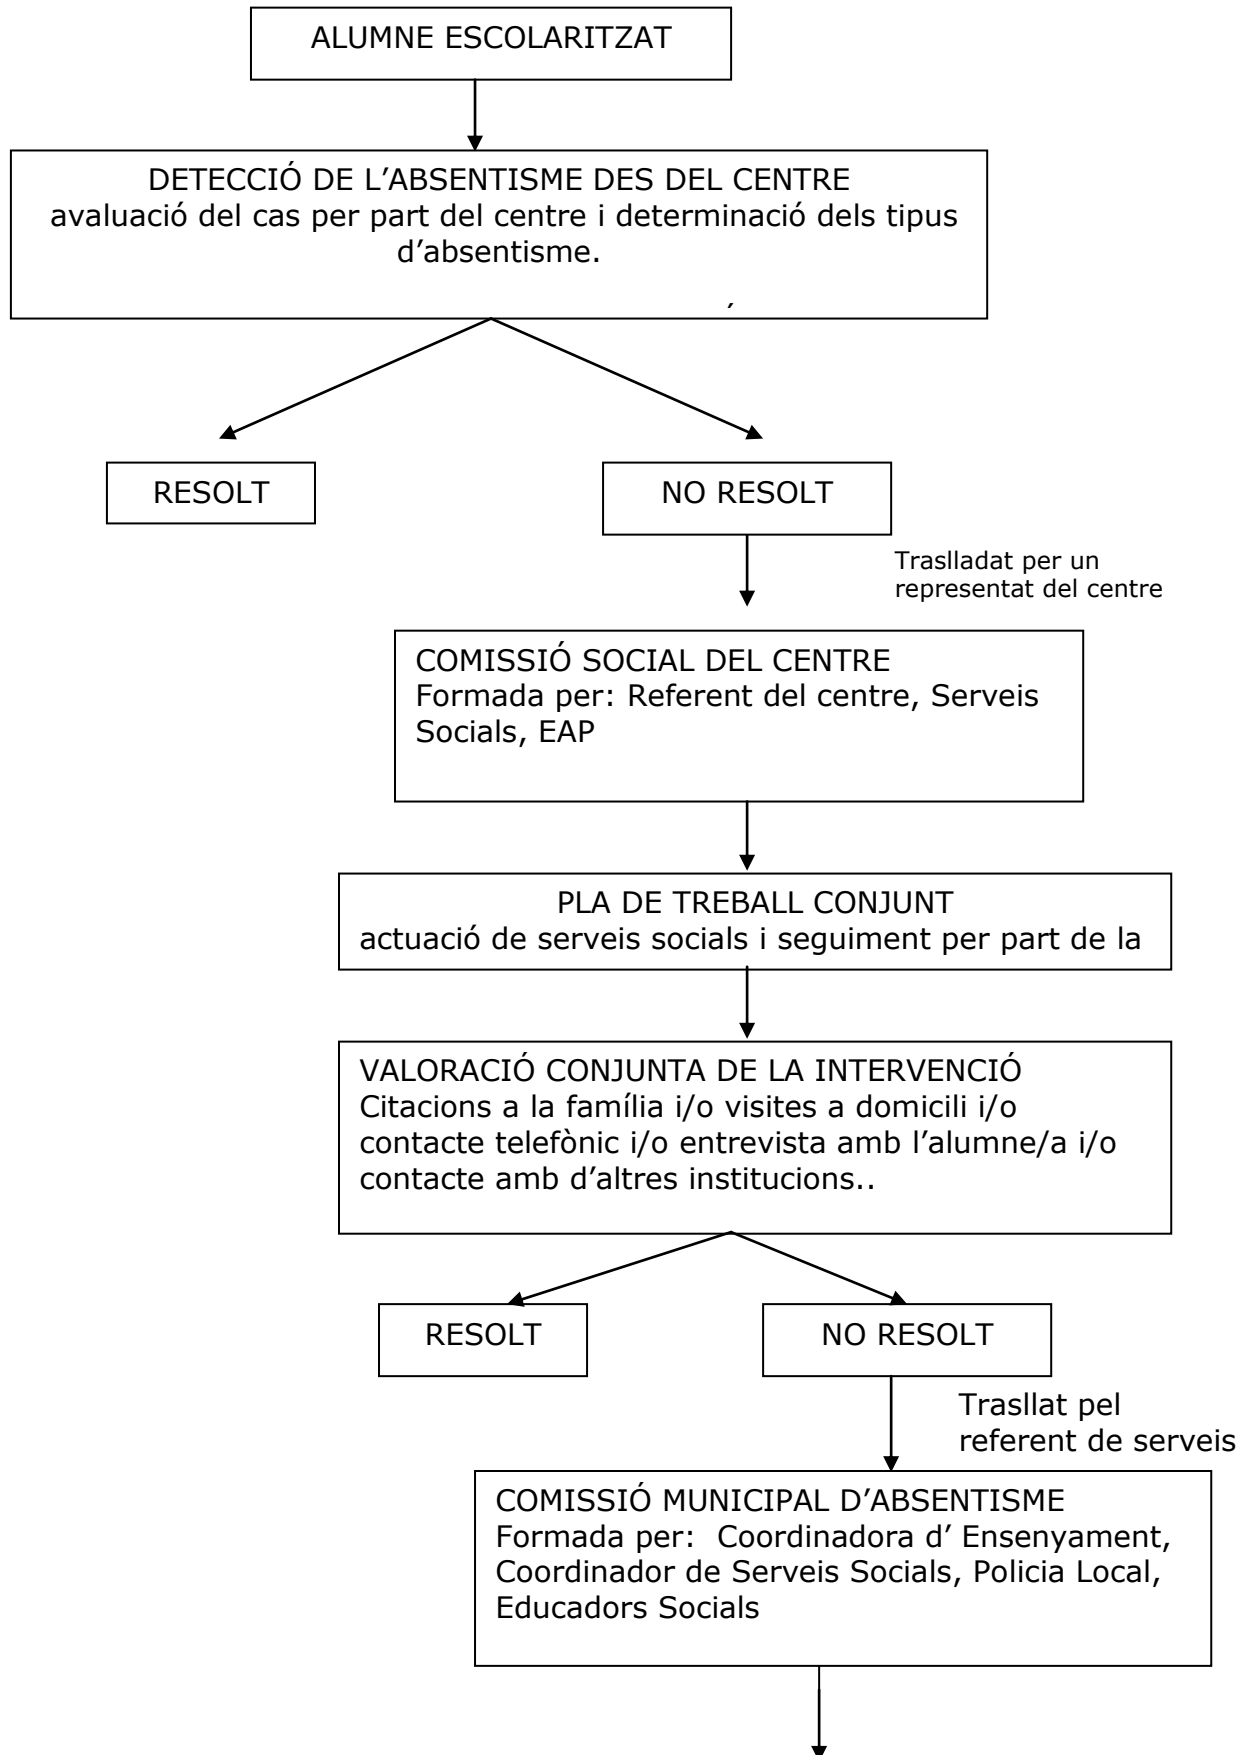 ALUMNE ESCOLARITZAT
DETECCIÓ DE L’ABSENTISME DES DEL CENTRE
avaluació del cas per part del centre i determinació dels tipus
d’absentisme.
RESOLT
NO RESOLT
Traslladat per un
representat del centre
COMISSIÓ SOCIAL DEL CENTRE
Formada per: Referent del centre, Serveis
Socials, EAP
PLA DE TREBALL CONJUNT
actuació de serveis socials i seguiment per part de la
VALORACIÓ CONJUNTA DE LA INTERVENCIÓ
Citacions a la família i/o visites a domicili i/o
contacte telefònic i/o entrevista amb l’alumne/a i/o
contacte amb d’altres institucions..
RESOLT
NO RESOLT
Trasllat pel
referent de serveis
COMISSIÓ MUNICIPAL D’ABSENTISME
Formada per:  Coordinadora d’ Ensenyament,
Coordinador de Serveis Socials, Policia Local,
Educadors Socials